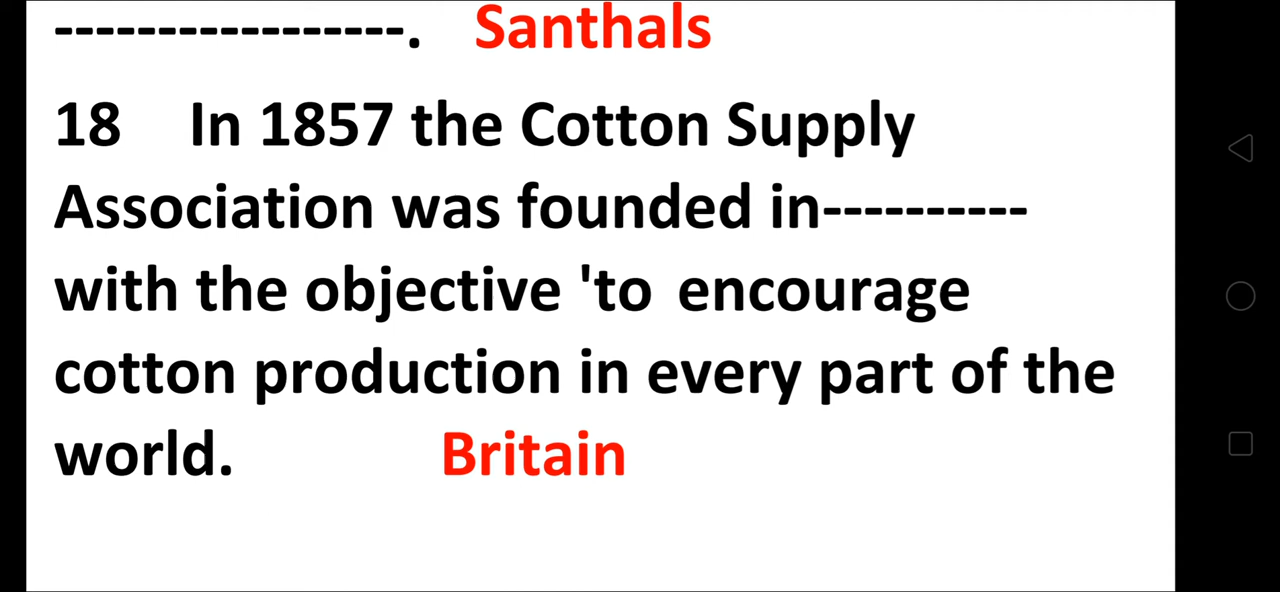 -----------------. Santhals
18 In 1857 the Cotton Supply
Association was founded in----------
with the objective 'to encourage
cotton production in every part of the
world. Britain